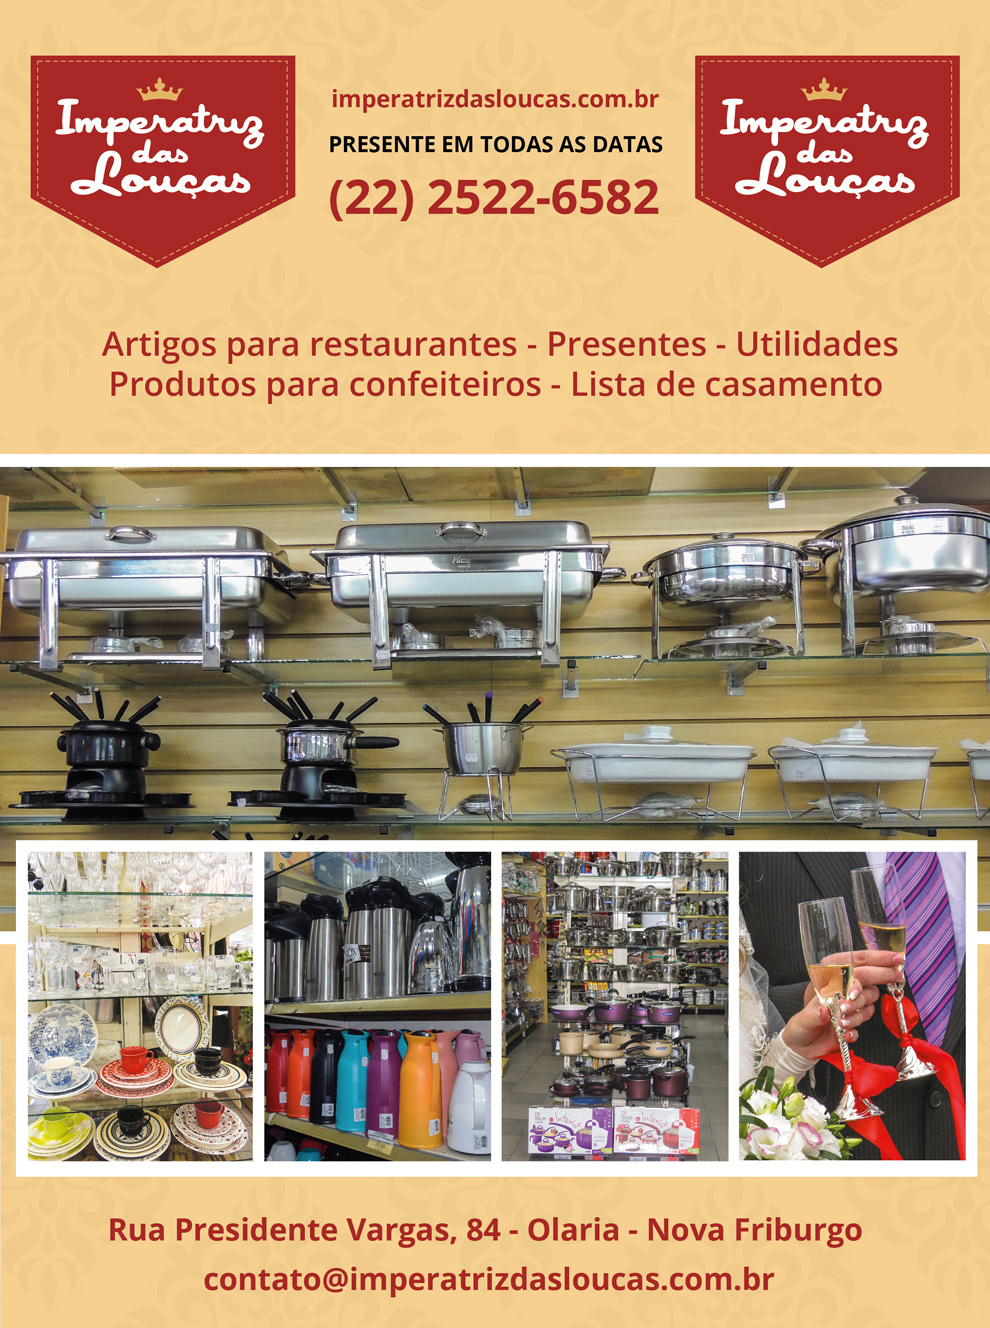 Imperatriz
das
Louças
imperatrizdasloucas.com.br
PRESENTE EM TODAS AS DATAS
(22) 2522-6582
Imperatriz
das
Louças
Artigos para restaurantes - Presentes - Utilidades
Produtos para confeiteiros - Lista de casamento
Rua Presidente Vargas, 84 - Olaria - Nova Friburgo
contato@imperatrizdasloucas.com.br